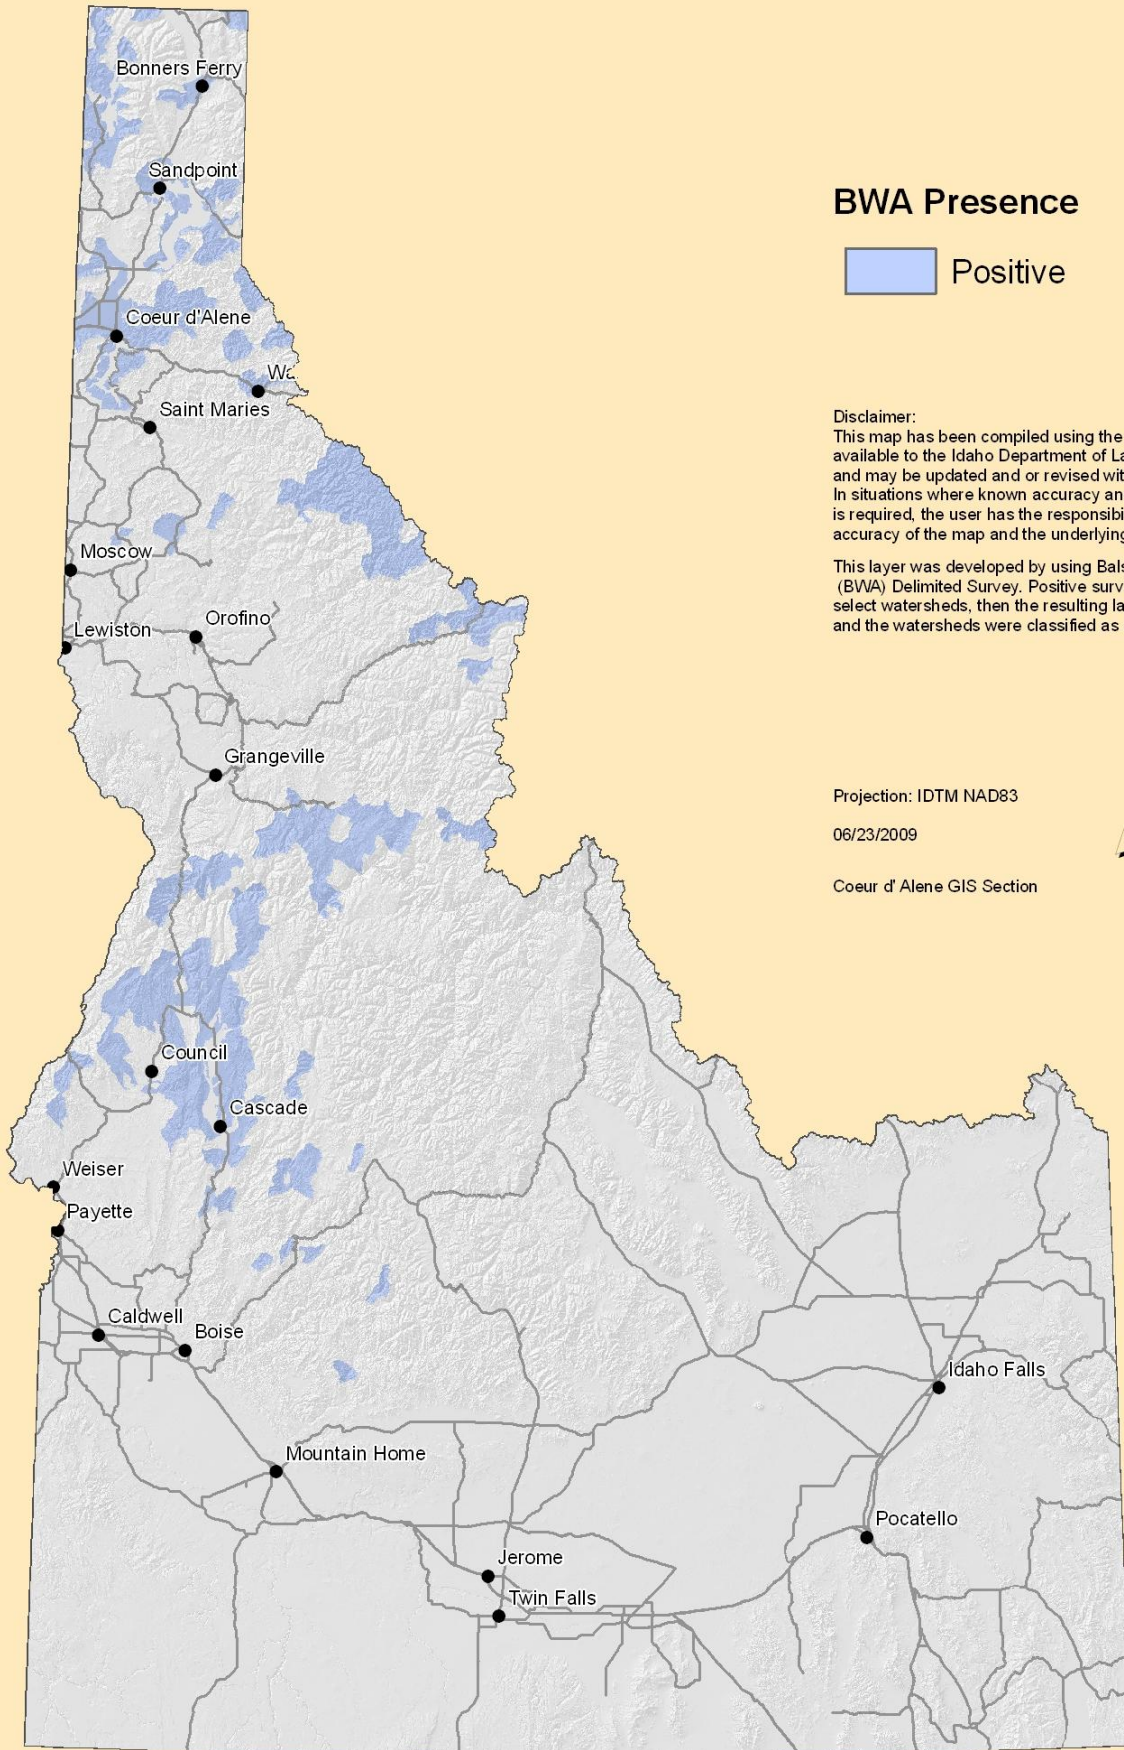 Bonners Ferry
Sandpoint
Coeur d'Alene
Wa
Saint Maries
Moscow
Orofino
Lewiston
Grangeville
Council
Cascade
Weiser
Payette
Caldwell
Boise
Idaho Falls
Mountain Home
Pocatello
Jerome
Twin Falls
BWA Presence
Positive
Disclaimer:
This map has been compiled using the
available to the Idaho Department of La
and may be updated and or revised wit
In situations where known accuracy an
is required, the user has the responsibi
accuracy of the map and the underlying
This layer was developed by using Bals
(BWA) Delimited Survey. Positive surv
select watersheds, then the resulting la
and the watersheds were classified as
Projection: IDTM NAD83
06/23/2009
Coeur d' Alene GIS Section